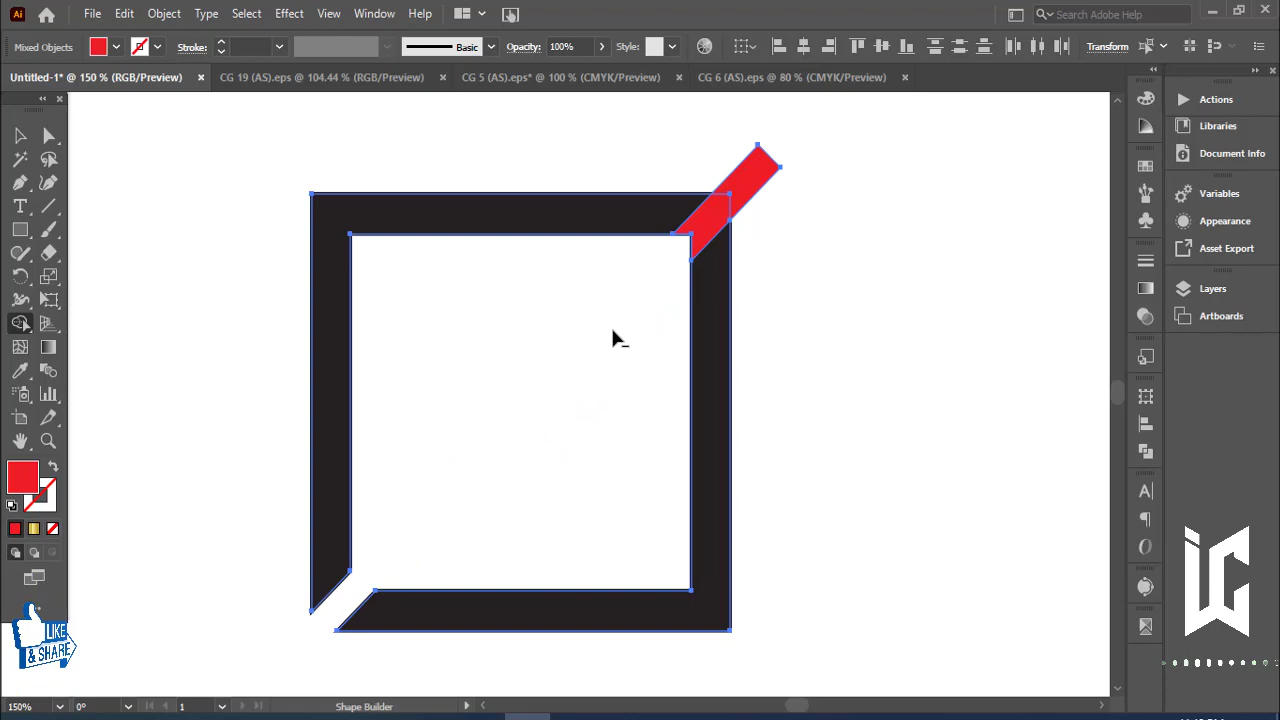 Ai File Edit Object Type Select Effect View Window Help Search Adobe Help
Mixed Objects Stroke: Basic Opacity: 100% Style: Transform
Untitled-1* @ 150 % (RGB/Preview) × CG 19 (AS).eps @ 104.44 % (RGB/Preview) × CG 5 (AS).eps* @ 100 % (CMYK/Preview) × CG 6 (AS).eps @ 80 % (CMYK/Preview) ×
Actions
Libraries
Document Info
Variables
Appearance
Asset Export
Layers
Artboards
LIKE
& SHARE
150% 0° 1 Shape Builder